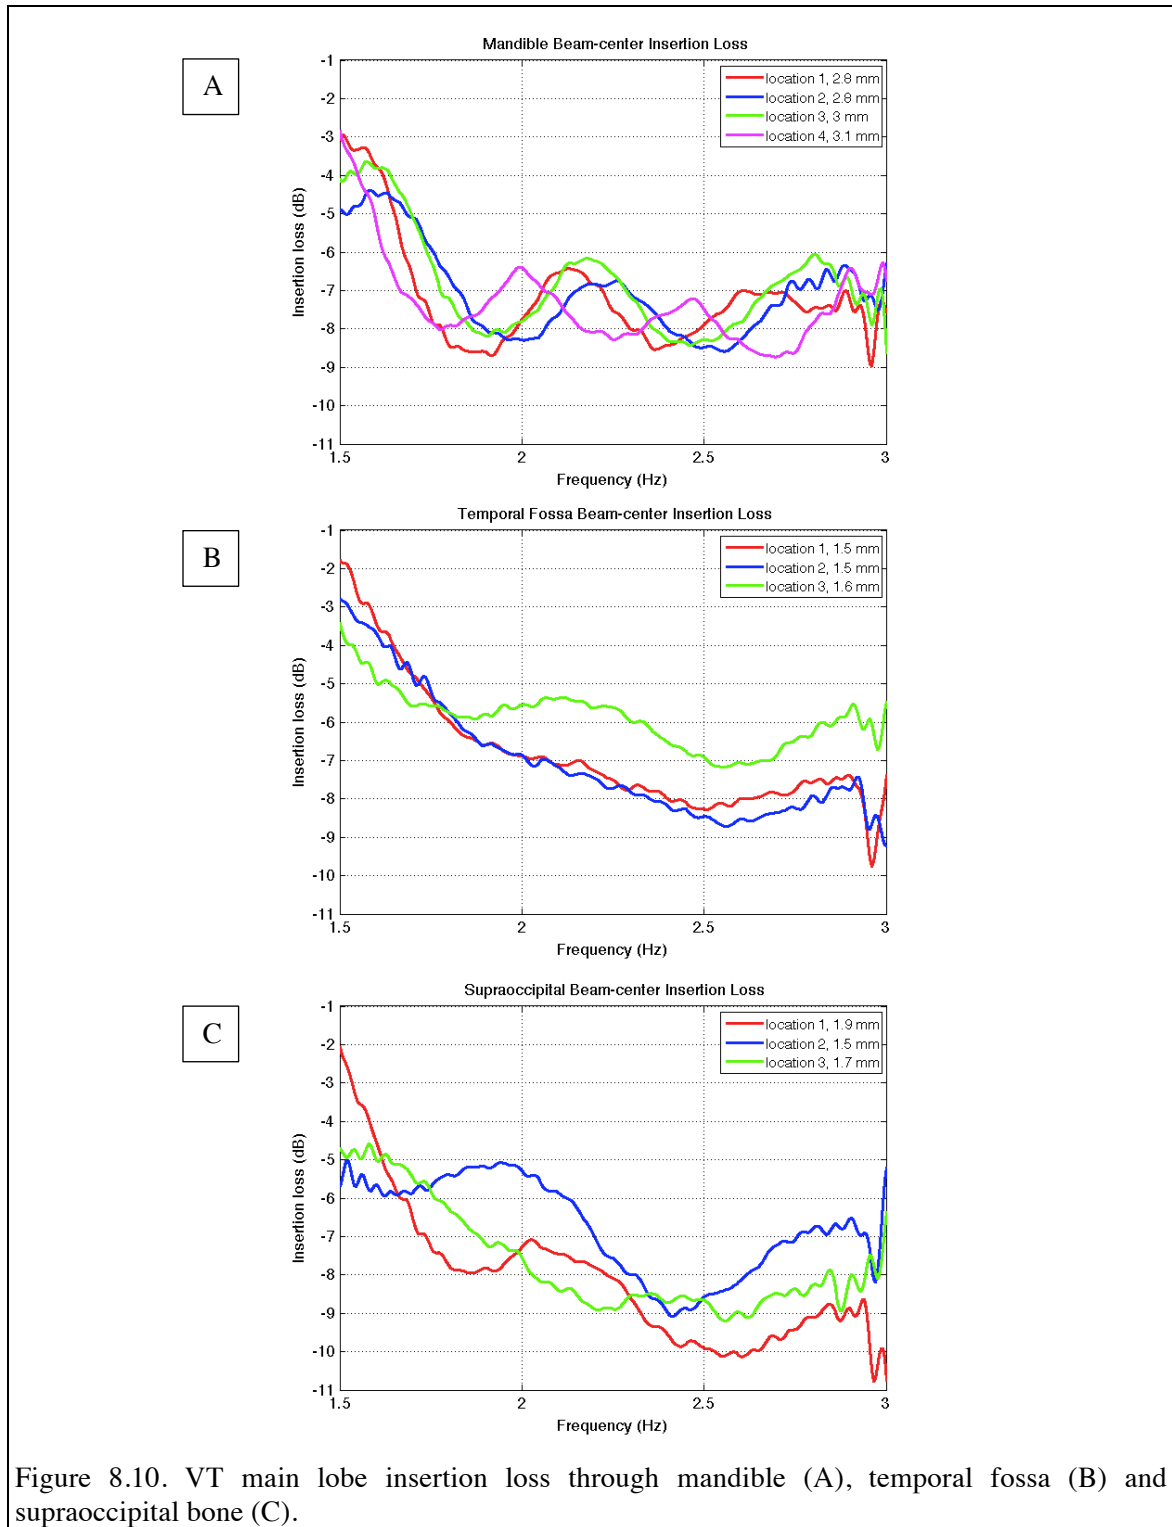 A
Mandible Beam-center Insertion Loss
-1
-2
-3
-4
-5
-6
-7
-8
-9
-10
-11
Insertion loss (dB)
location 1, 2.8 mm
location 2, 2.8 mm
location 3, 3 mm
location 4, 3.1 mm
1.5
2
2.5
3
Frequency (Hz)
B
Temporal Fossa Beam-center Insertion Loss
-1
-2
-3
-4
-5
-6
-7
-8
-9
-10
-11
Insertion loss (dB)
location 1, 1.5 mm
location 2, 1.5 mm
location 3, 1.6 mm
1.5
2
2.5
3
Frequency (Hz)
C
Supraoccipital Beam-center Insertion Loss
-1
-2
-3
-4
-5
-6
-7
-8
-9
-10
-11
Insertion loss (dB)
location 1, 1.9 mm
location 2, 1.5 mm
location 3, 1.7 mm
1.5
2
2.5
3
Frequency (Hz)
Figure 8.10. VT main lobe insertion loss through mandible (A), temporal fossa (B) and
supraoccipital bone (C).